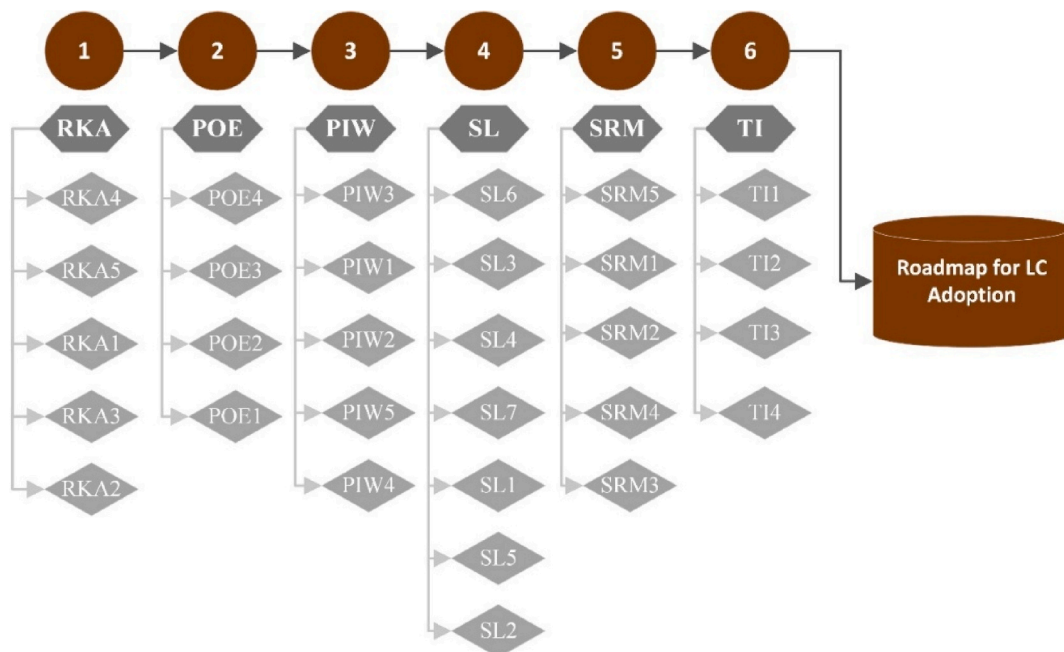 1
2
3
4
5
6
RKA
POE
PIW
SL
SRM
TI
RKA4
POE4
PIW3
SL6
SRM5
TI1
RKA5
POE3
PIW1
SL3
SRM1
TI2
Roadmap for LC
Adoption
RKA1
POE2
PIW2
SL4
SRM2
TI3
RKA3
POE1
PIW5
SL7
SRM4
TI4
RKA2
PIW4
SL1
SRM3
SL5
SL2